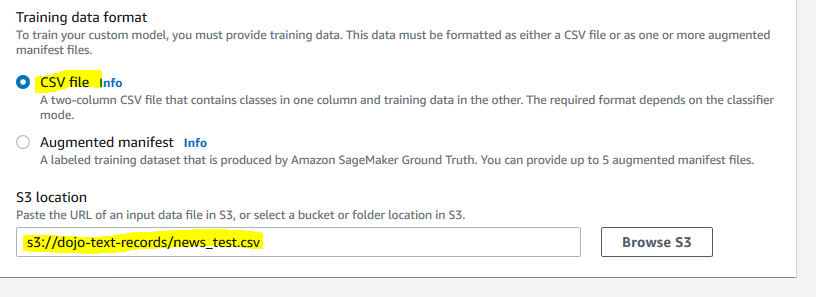 Training data format
To train your custom model, you must provide training data. This data must be formatted as either a CSV file or as one or more augmented
manifest files.
CSV file Info
A two-column CSV file that contains classes in one column and training data in the other. The required format depends on the classifier
mode.
Augmented manifest Info
A labeled training dataset that is produced by Amazon SageMaker Ground Truth. You can provide up to 5 augmented manifest files.
S3 location
Paste the URL of an input data file in S3, or select a bucket or folder location in S3.
s3://dojo-text-records/news_test.csv
Browse S3